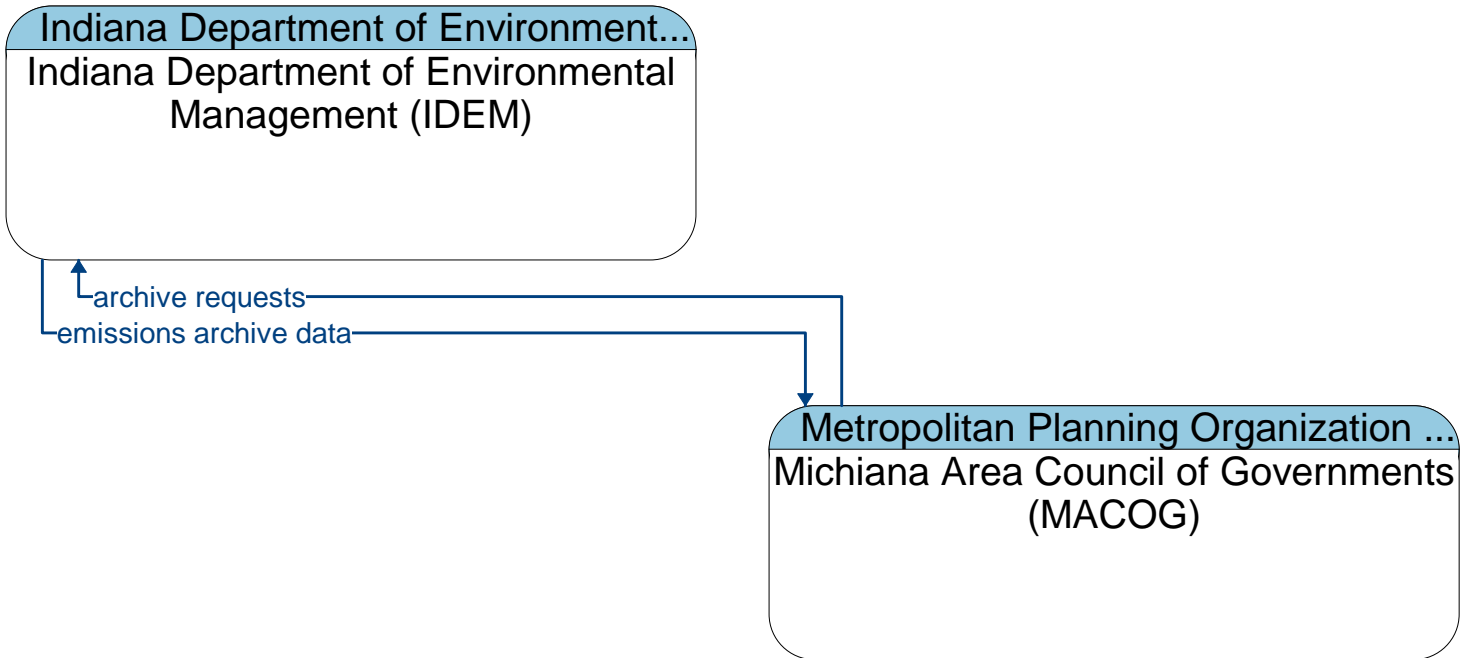 Indiana Department of Environment...
Indiana Department of Environmental
Management (IDEM)
archive requests
emissions archive data
Metropolitan Planning Organization ...
Michiana Area Council of Governments
(MACOG)